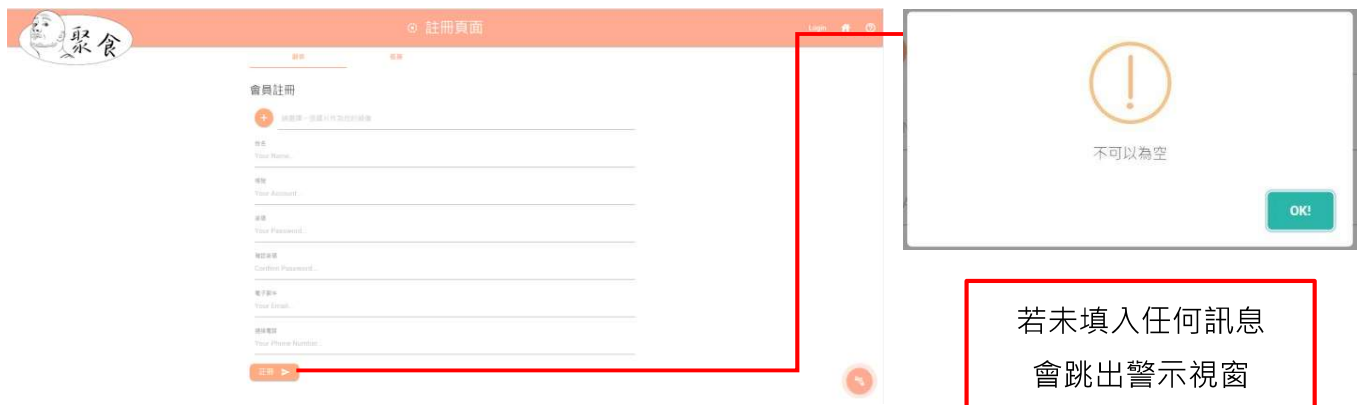 聚食
註冊頁面
Login
會員註冊
姓名
Your Name...
帳號
Your Account...
密碼
Your Password...
確認密碼
Confirm Password...
電子郵件
Your Email...
連絡電話
Your Phone Number...
註冊
不可以為空
OK!
若未填入任何訊息
會跳出警示視窗